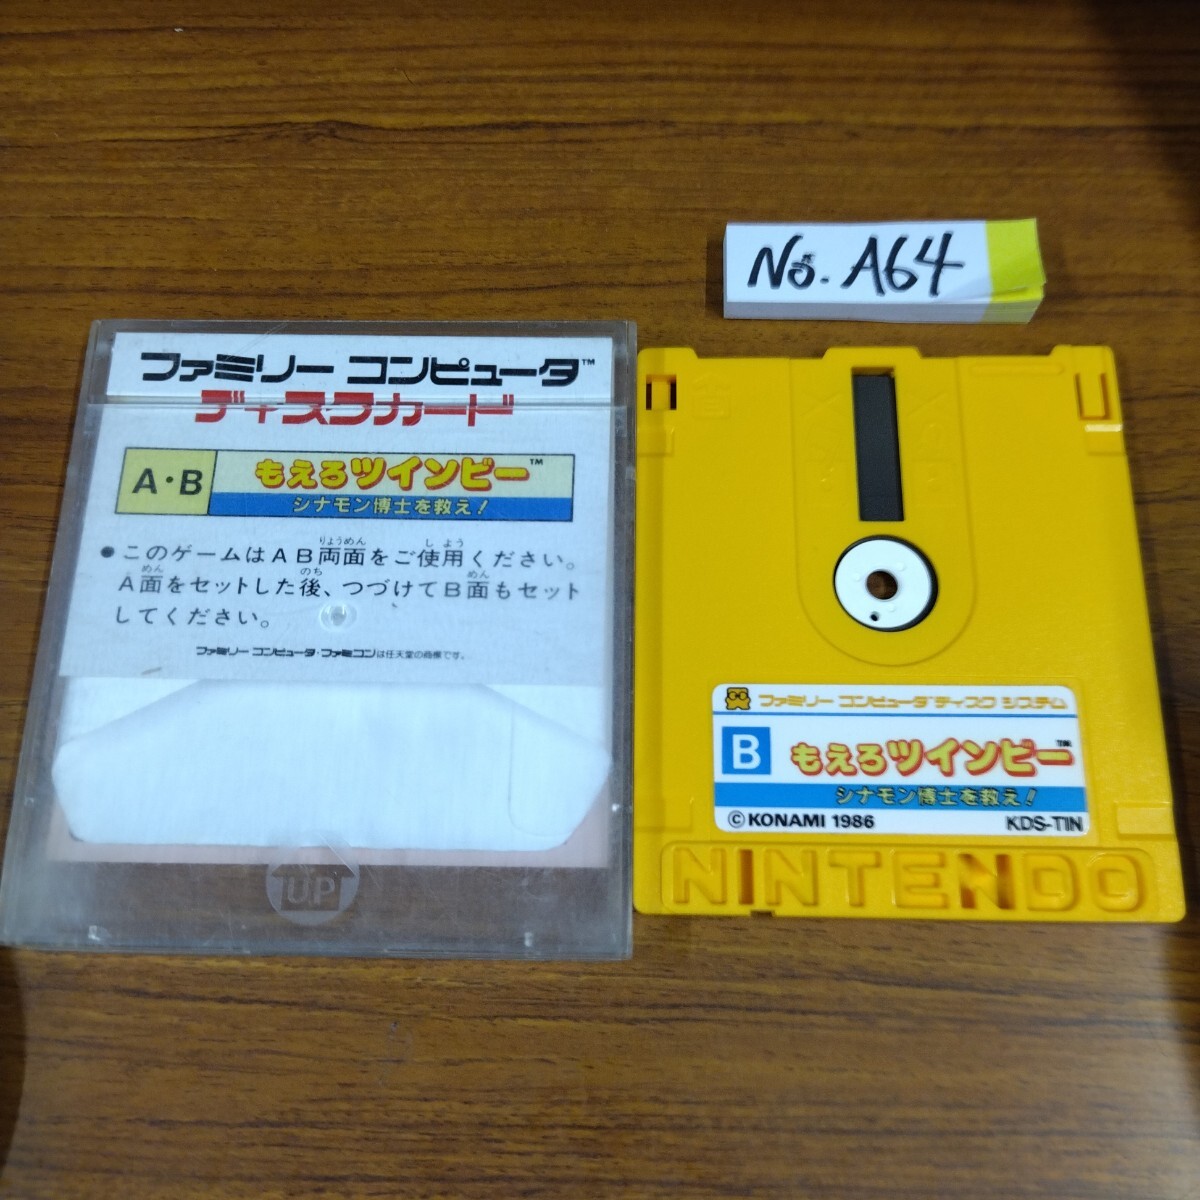 No. A64
ファミリー コンピュータ™
ディスクカード
A・B
もえろツインビー™
シナモン博士を救え!
●このゲームはAB両面をご使用ください。
A面をセットした後、つづけてB面もセット
してください。
ファミリー コンピュータ・ファミコンは任天堂の商標です。
UP
ファミリー コンピュータ ディスク システム
B
もえろツインビー™
シナモン博士を救え!
©KONAMI 1986 KDS-TIN
NINTENDO